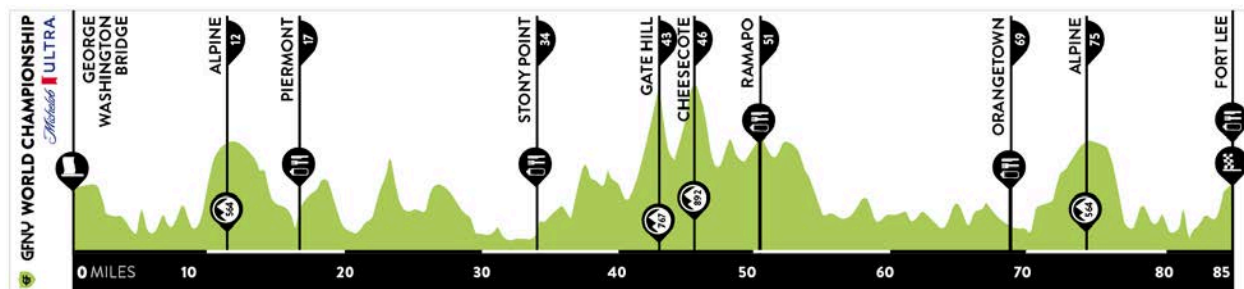 GFNY WORLD CHAMPIONSHIP
Michelob ULTRA
GEORGE
WASHINGTON
BRIDGE
ALPINE
12
564
PIERMONT
17
STONY POINT
34
GATE HILL
43
767
CHEESECOTE
46
892
RAMAPO
51
ORANGETOWN
69
ALPINE
75
564
FORT LEE
0 MILES
10
20
30
40
50
60
70
80
85